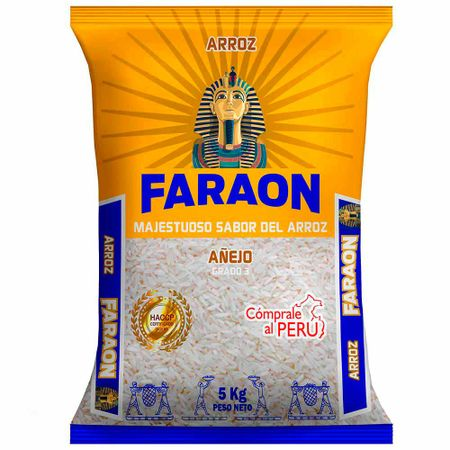 ARROZ
FARAON
MAJESTUOSO SABOR DEL ARROZ
AÑEJO
GRADO 3
ARROZ
FARAON
HACCP
Cómprale
al PERÚ
FARAON
ARROZ
5 Kg
PESO NETO